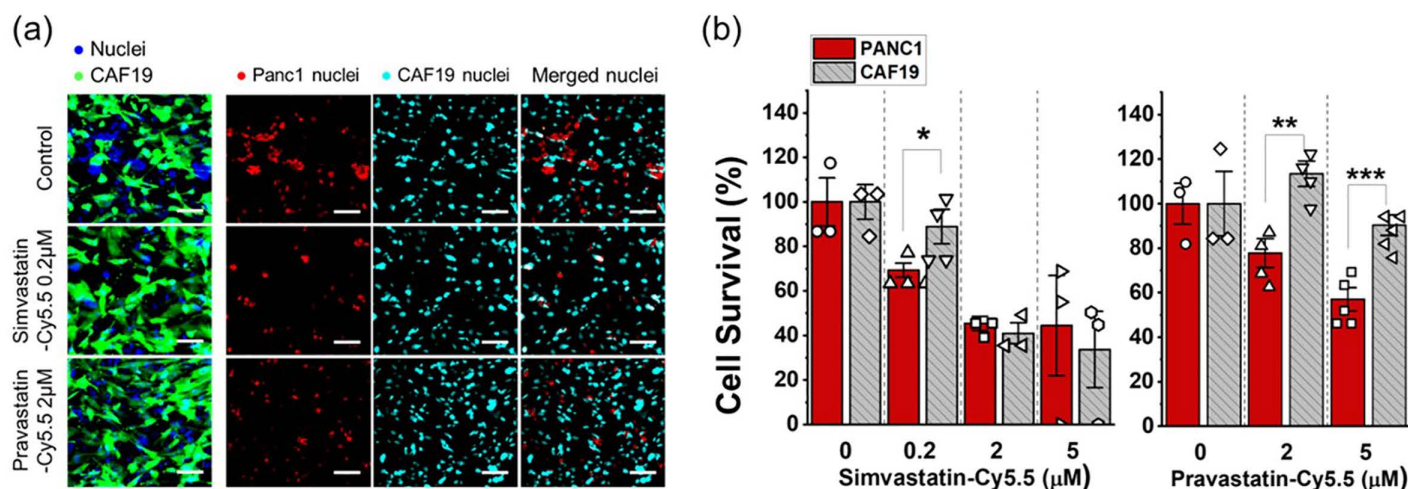 (a)
Nuclei
CAF19
Panc1 nuclei
CAF19 nuclei
Merged nuclei
Control
Simvastatin
-Cy5.5 0.2μM
Pravastatin
-Cy5.5 2μM
(b)
PANC1
CAF19
Cell Survival (%)
140
120
100
80
60
40
20
0
*
0
0.2
2
5
Simvastatin-Cy5.5 (μM)
140
120
100
80
60
40
20
0
**
***
0
2
5
Pravastatin-Cy5.5 (μM)